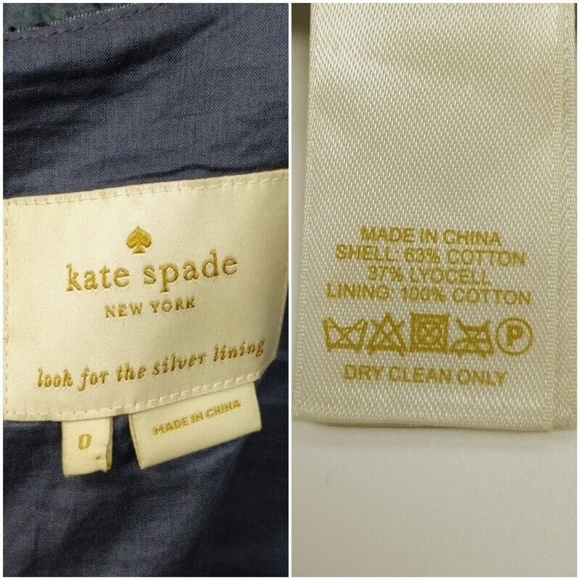 kate spade
NEW YORK
look for the silver lining
0
MADE IN CHINA
MADE IN CHINA
SHELL: 63% COTTON
37% LYOCELL
LINING: 100% COTTON
P
DRY CLEAN ONLY